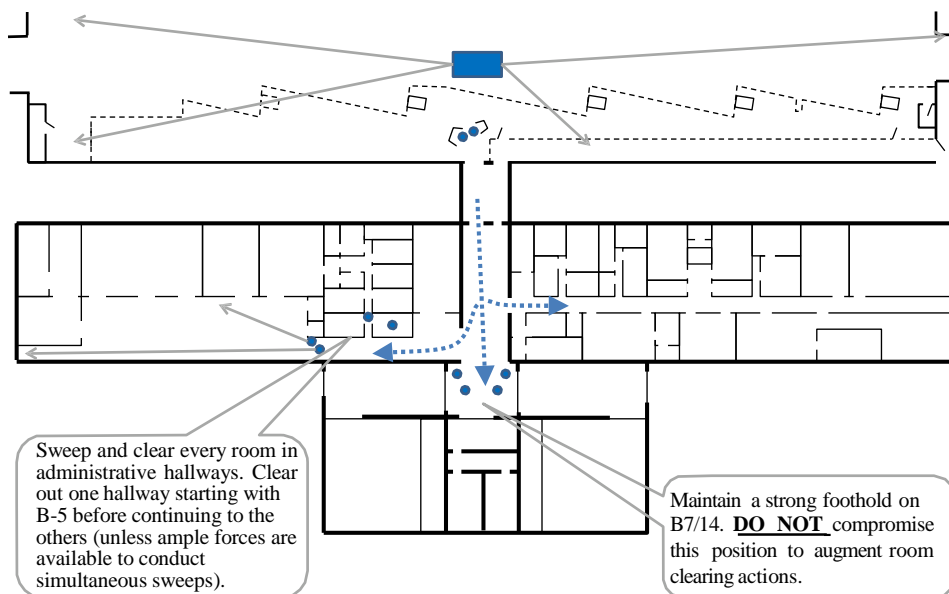 Sweep and clear every room in
administrative hallways. Clear
out one hallway starting with
B-5 before continuing to the
others (unless ample forces are
available to conduct
simultaneous sweeps).
Maintain a strong foothold on
B7/14. DO NOT compromise
this position to augment room
clearing actions.